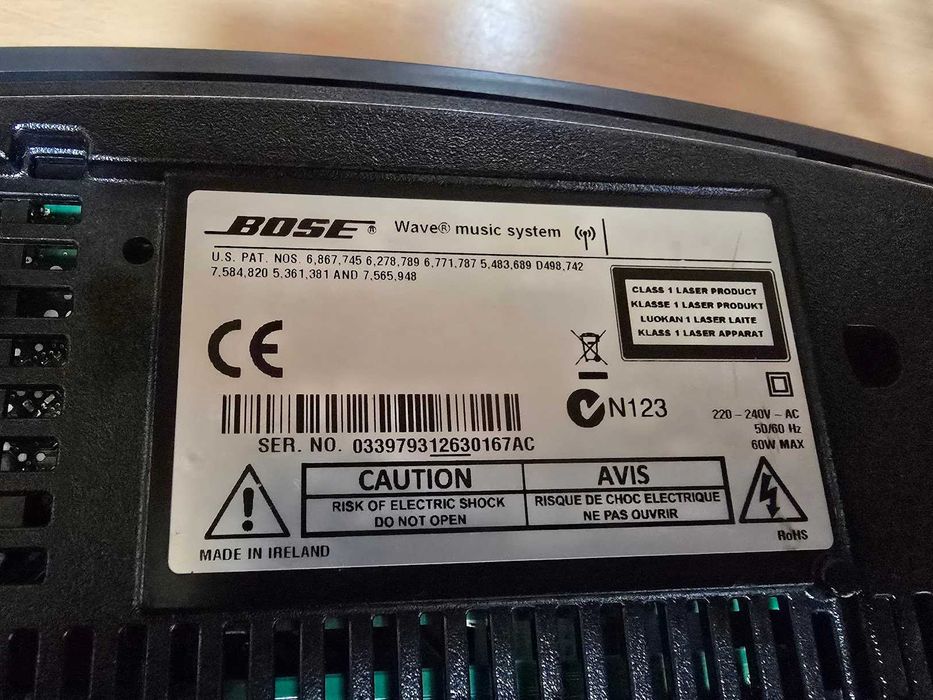 BOSE® Wave® music system
U.S. PAT. NOS. 6,867,745 6,278,789 6,771,787 5,483,689 D498,742
7,584,820 5,361,381 AND 7,565,948
CLASS 1 LASER PRODUCT
KLASSE 1 LASER PRODUKT
LUOKAN 1 LASER LAITE
KLASS 1 LASER APPARAT
CE
N123
220 – 240V ~ AC
50/60 Hz
60W MAX
SER. NO. 033979312630167AC
CAUTION
RISK OF ELECTRIC SHOCK
DO NOT OPEN
AVIS
RISQUE DE CHOC ELECTRIQUE
NE PAS OUVRIR
MADE IN IRELAND
RoHS